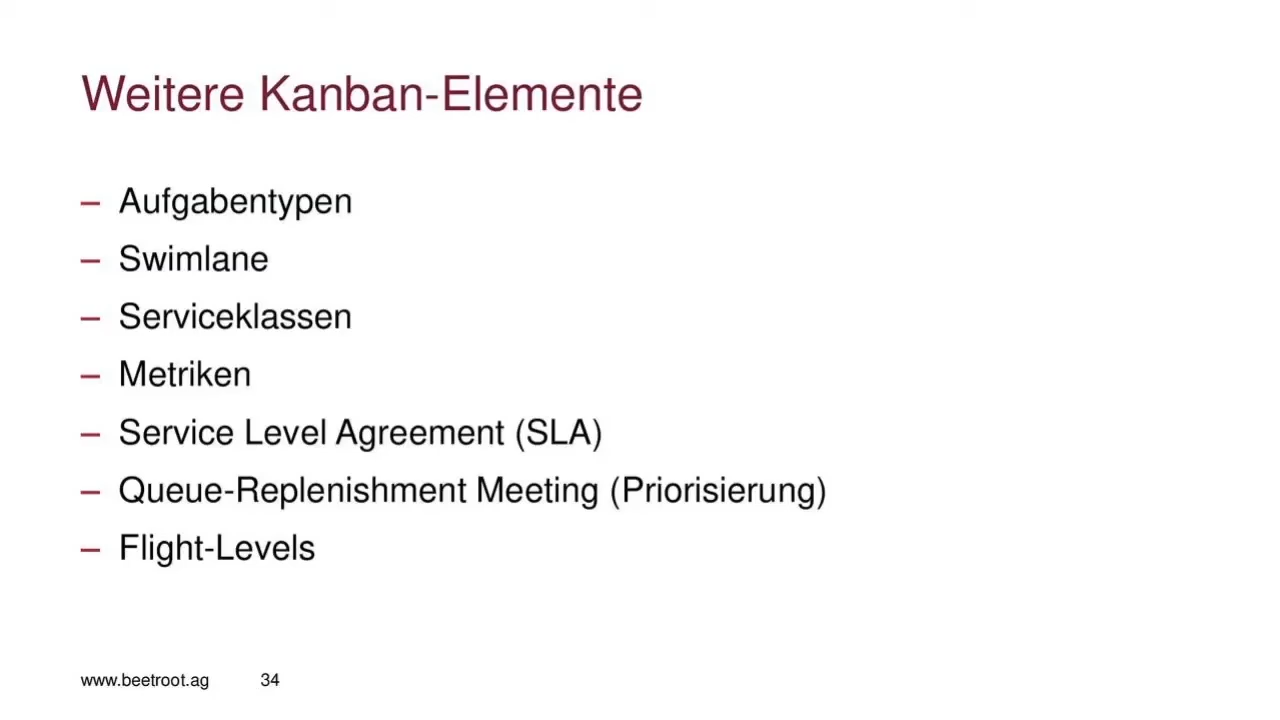 Weitere Kanban-Elemente
– Aufgabentypen
– Swimlane
– Serviceklassen
– Metriken
– Service Level Agreement (SLA)
– Queue-Replenishment Meeting (Priorisierung)
– Flight-Levels
www.beetroot.ag 34